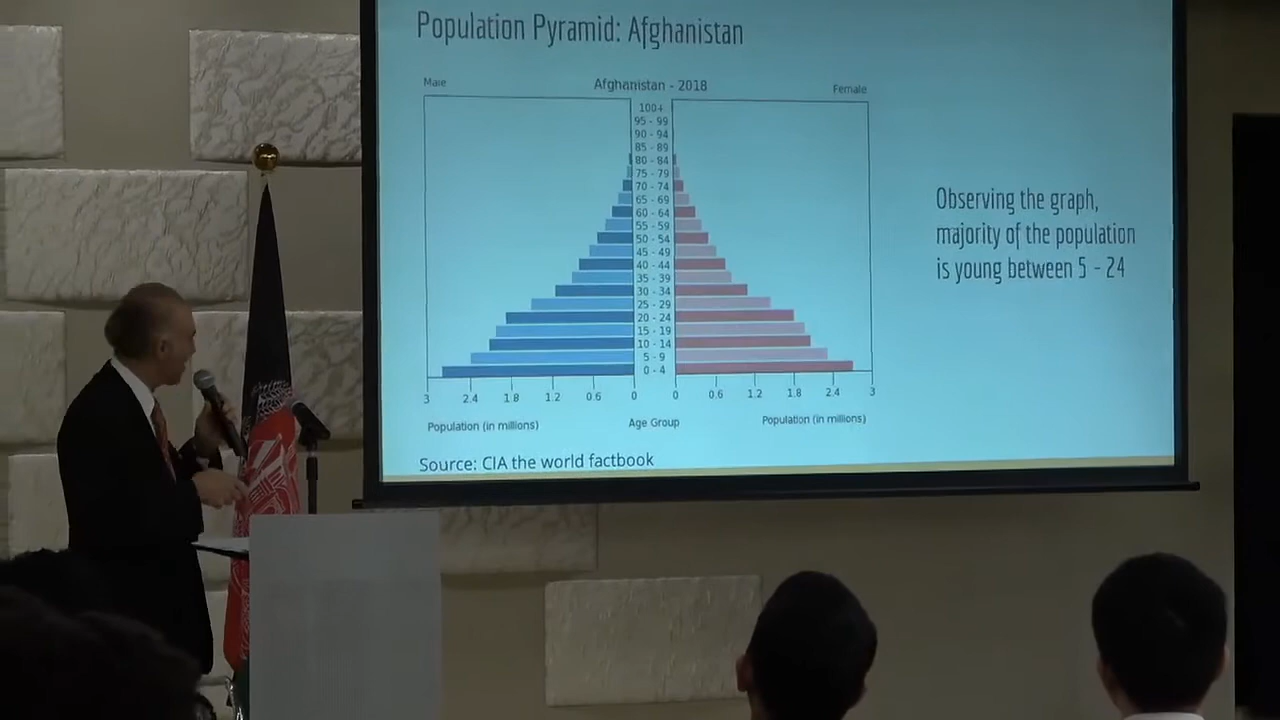 Population Pyramid: Afghanistan
Male
Afghanistan - 2018
Female
100+
95 - 99
90 - 94
85 - 89
80 - 84
75 - 79
70 - 74
65 - 69
60 - 64
55 - 59
50 - 54
45 - 49
40 - 44
35 - 39
30 - 34
25 - 29
20 - 24
15 - 19
10 - 14
5 - 9
0 - 4
3 2.4 1.8 1.2 0.6 0 0 0.6 1.2 1.8 2.4 3
Population (in millions) Age Group Population (in millions)
Source: CIA the world factbook
Observing the graph,
majority of the population
is young between 5 - 24